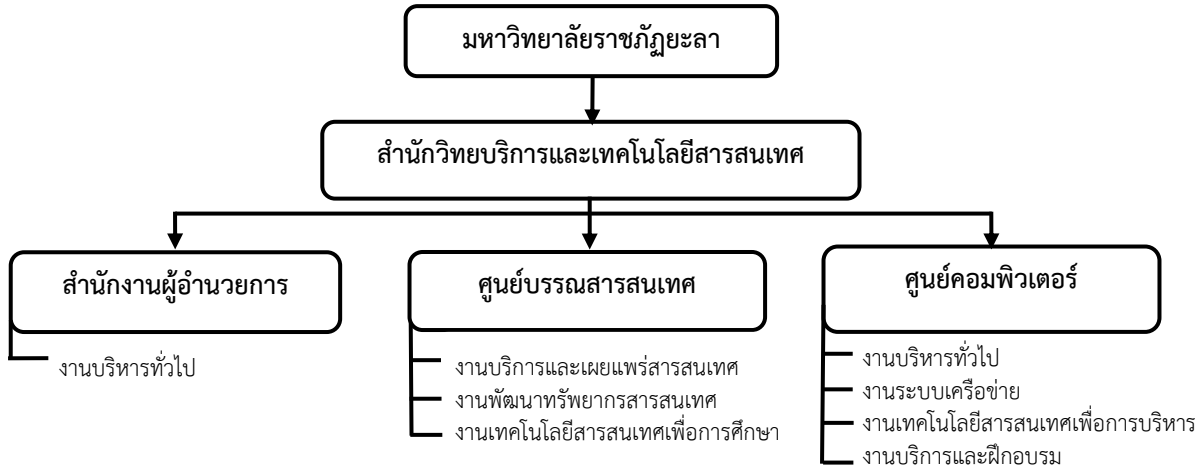 มหาวิทยาลัยราชภัฏยะลา
สำนักวิทยบริการและเทคโนโลยีสารสนเทศ
สำนักงานผู้อำนวยการ
งานบริหารทั่วไป
ศูนย์บรรณสารสนเทศ
งานบริการและเผยแพร่สารสนเทศ
งานพัฒนาทรัพยากรสารสนเทศ
งานเทคโนโลยีสารสนเทศเพื่อการศึกษา
ศูนย์คอมพิวเตอร์
งานบริหารทั่วไป
งานระบบเครือข่าย
งานเทคโนโลยีสารสนเทศเพื่อการบริหาร
งานบริการและฝึกอบรม